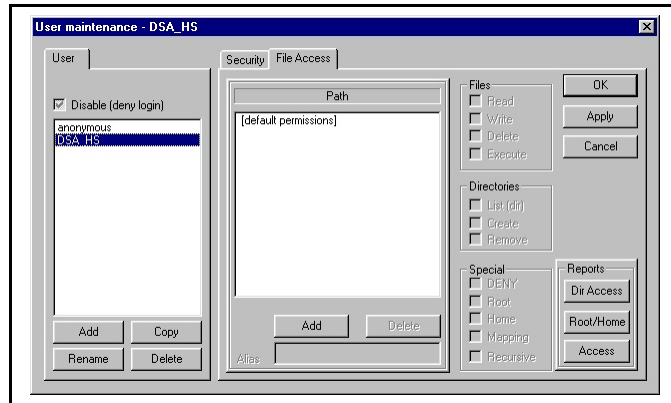 User maintenance - DSA_HS
User
Disable (deny login)
anonymous
DSA_HS
Add
Copy
Rename
Delete
Security
File Access
Path
[default permissions]
Add
Delete
Alias
Files
Read
Write
Delete
Execute
Directories
List (dir)
Create
Remove
Special
DENY
Root
Home
Mapping
Recursive
OK
Apply
Cancel
Reports
Dir Access
Root/Home
Access